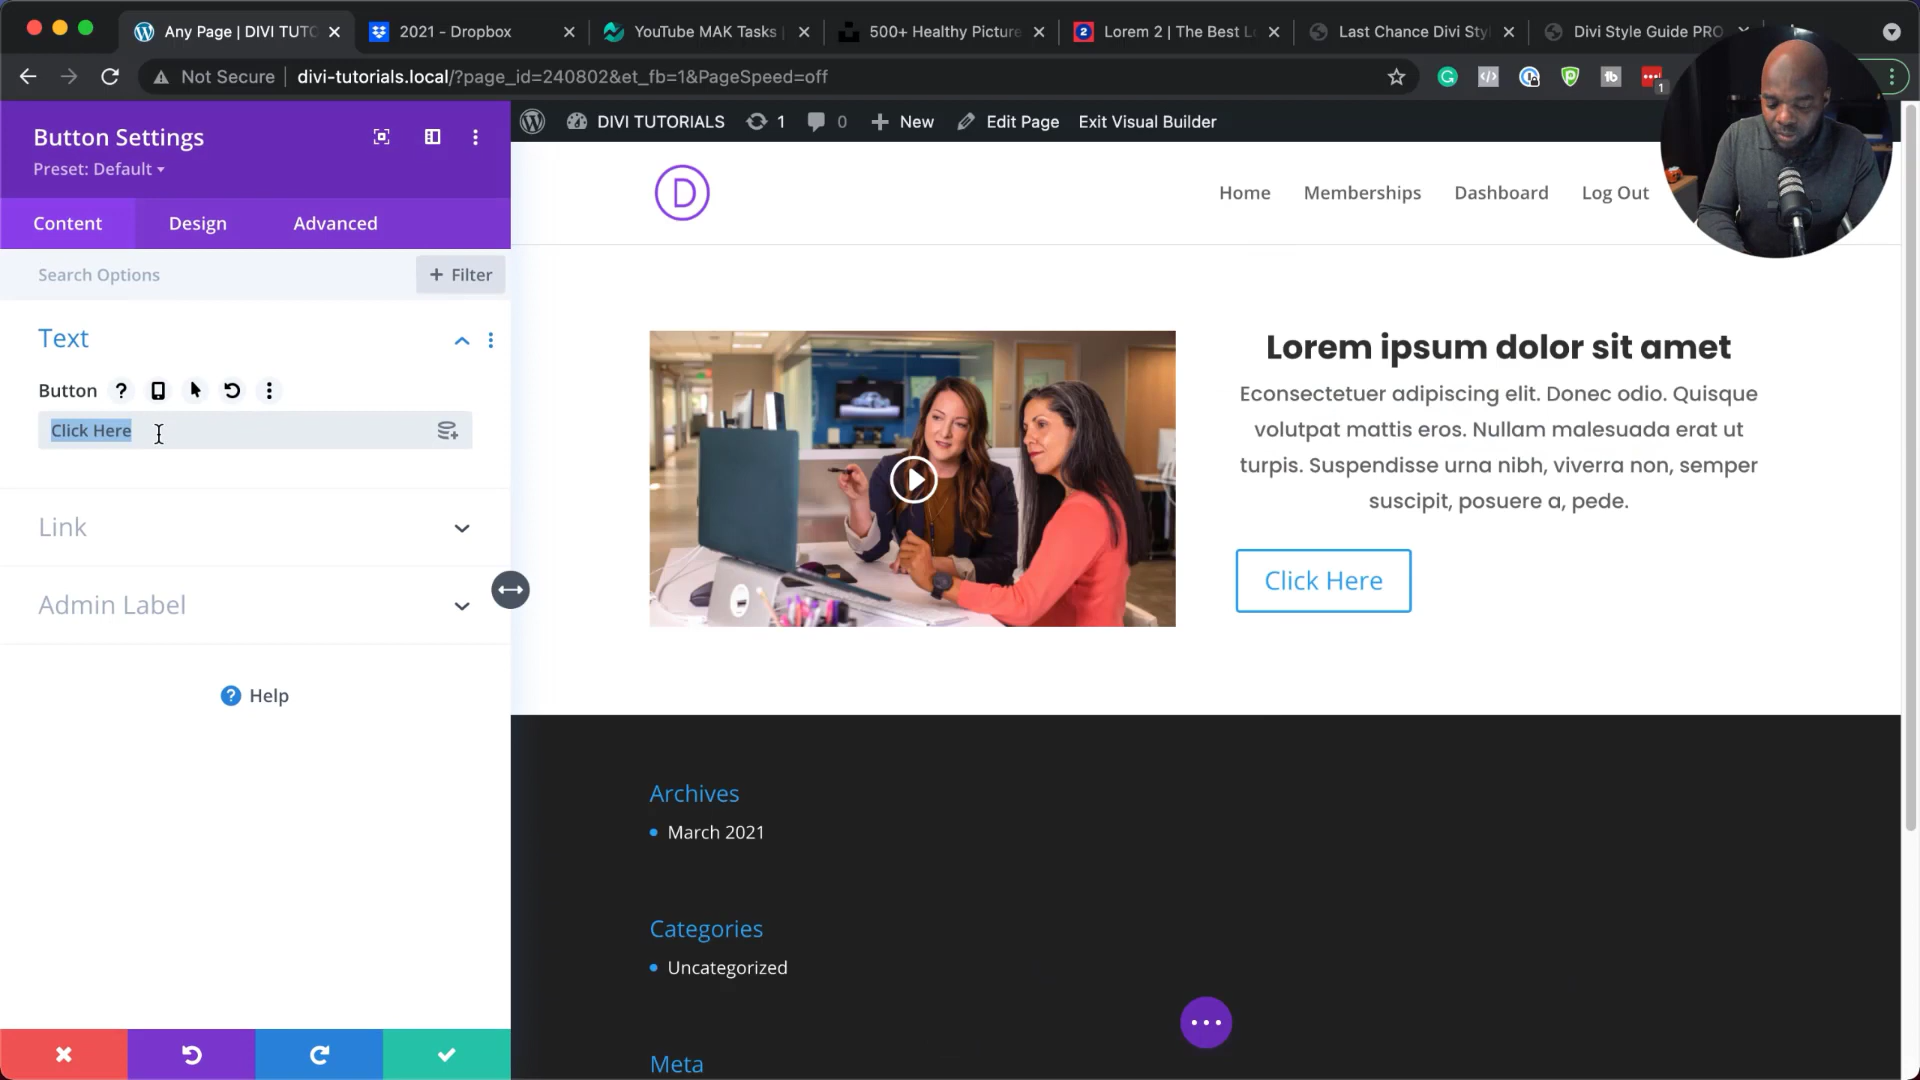 Any Page | DIVI TUTO
2021 - Dropbox
YouTube MAK Tasks |
500+ Healthy Picture
Lorem 2 | The Best L
Last Chance Divi Sty
Divi Style Guide PRO
Not Secure
divi-tutorials.local/?page_id=240802&et_fb=1&PageSpeed=off
1
Button Settings
Preset: Default
Content
Design
Advanced
Search Options
+ Filter
Text
Button
Click Here
Link
Admin Label
Help
DIVI TUTORIALS
1
0
New
Edit Page
Exit Visual Builder
D
Home
Memberships
Dashboard
Log Out
Lorem ipsum dolor sit amet
Econsectetuer adipiscing elit. Donec odio. Quisque
volutpat mattis eros. Nullam malesuada erat ut
turpis. Suspendisse urna nibh, viverra non, semper
suscipit, posuere a, pede.
Click Here
Archives
March 2021
Categories
Uncategorized
Meta